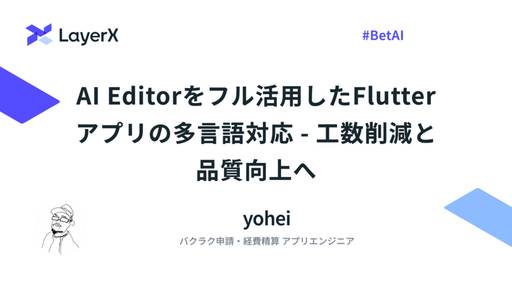 LayerX
#BetAI
AI Editorをフル活用したFlutter
アプリの多言語対応 - 工数削減と
品質向上へ
yohei
バクラク申請・経費精算 アプリエンジニア